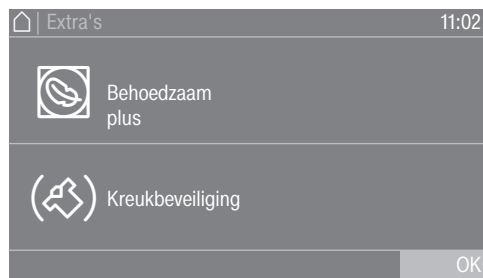 | Extra's 11:02
Behoedzaam
plus
Kreukbeveiliging
OK